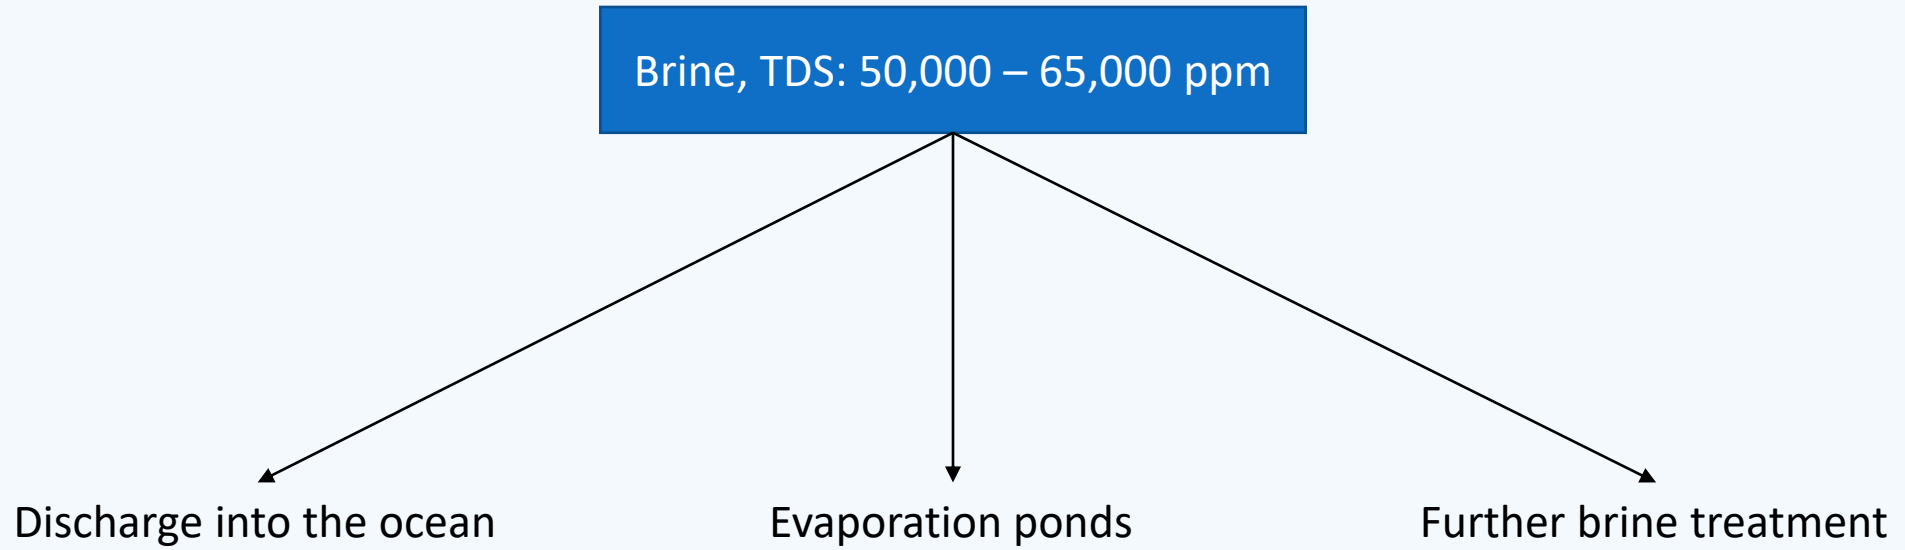 Brine, TDS: 50,000 – 65,000 ppm
Discharge into the ocean
Evaporation ponds
Further brine treatment